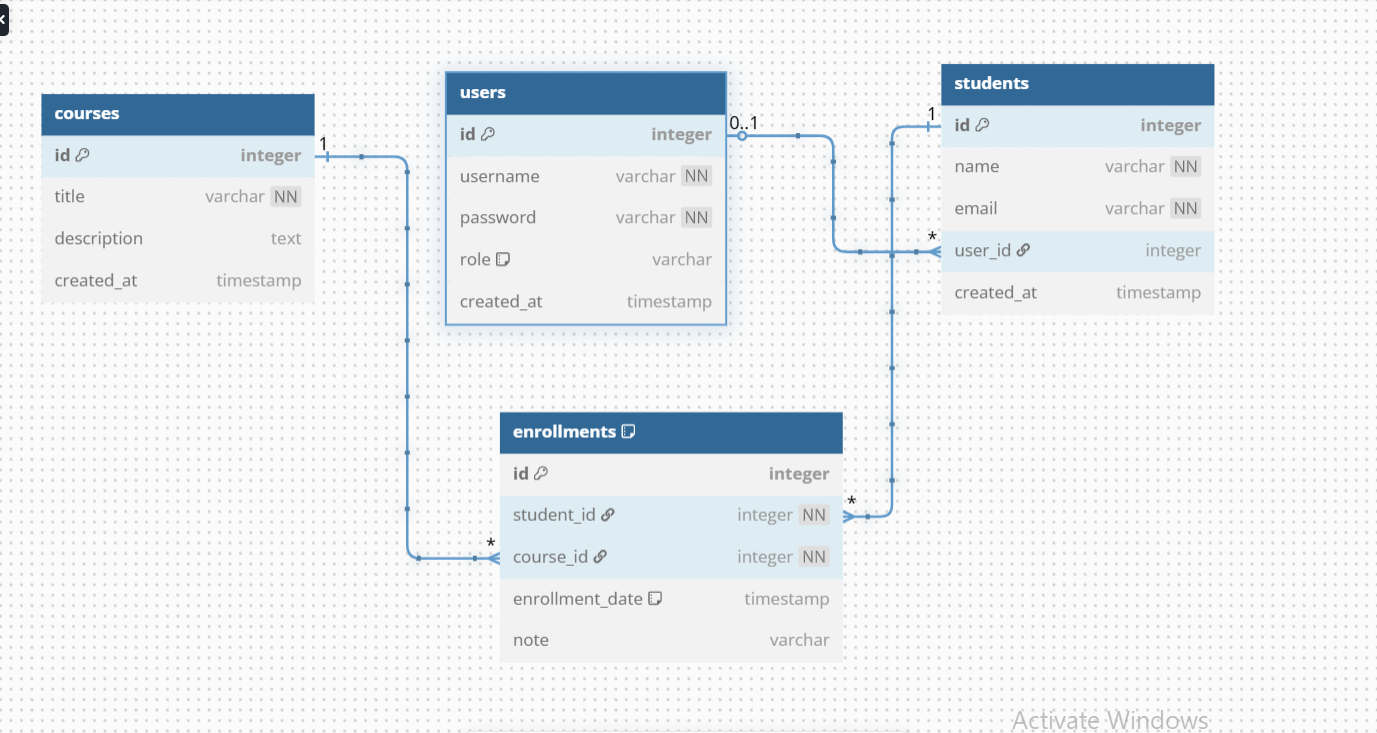 courses
id integer
title varchar NN
description text
created_at timestamp
1
users
id integer
username varchar NN
password varchar NN
role varchar
created_at timestamp
0..1
students
id integer
name varchar NN
email varchar NN
user_id integer
created_at timestamp
1
*
enrollments
id integer
student_id integer NN
course_id integer NN
enrollment_date timestamp
note varchar
*
*
Activate Windows